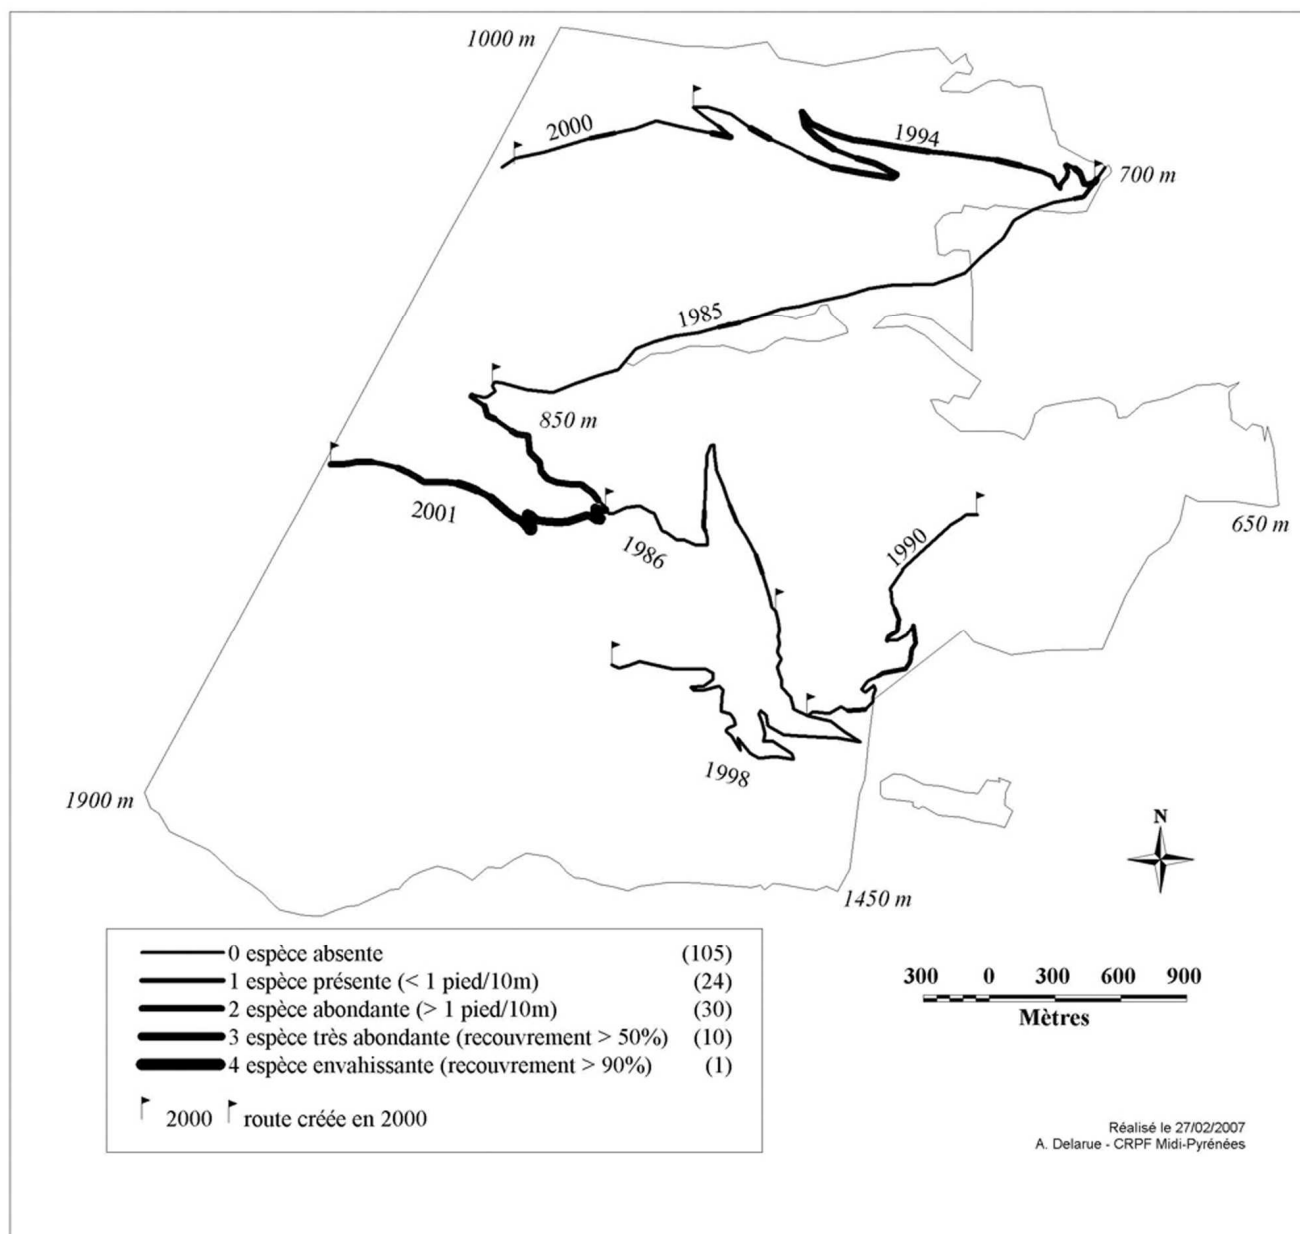 1000 m
2000
1994
700 m
1985
850 m
2001
1986
1990
650 m
1998
1900 m
1450 m
N
0 espèce absente (105)
1 espèce présente (< 1 pied/10m) (24)
2 espèce abondante (> 1 pied/10m) (30)
3 espèce très abondante (recouvrement > 50%) (10)
4 espèce envahissante (recouvrement > 90%) (1)
2000 route créée en 2000
300 0 300 600 900
Mètres
Réalisé le 27/02/2007
A. Delarue - CRPF Midi-Pyrénées